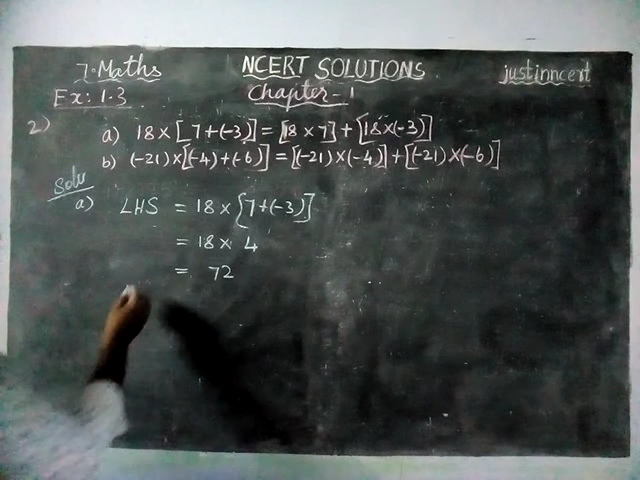 7. Maths NCERT SOLUTIONS justinncert
Ex: 1.3 Chapter - 1
2) a) 18 × [7 + (-3)] = [18 × 7] + [18 × (-3)]
b) (-21) × [(-4) + (-6)] = [(-21) × (-4)] + [(-21) × (-6)]
Solu
a) LHS = 18 × [7 + (-3)]
= 18 × 4
= 72